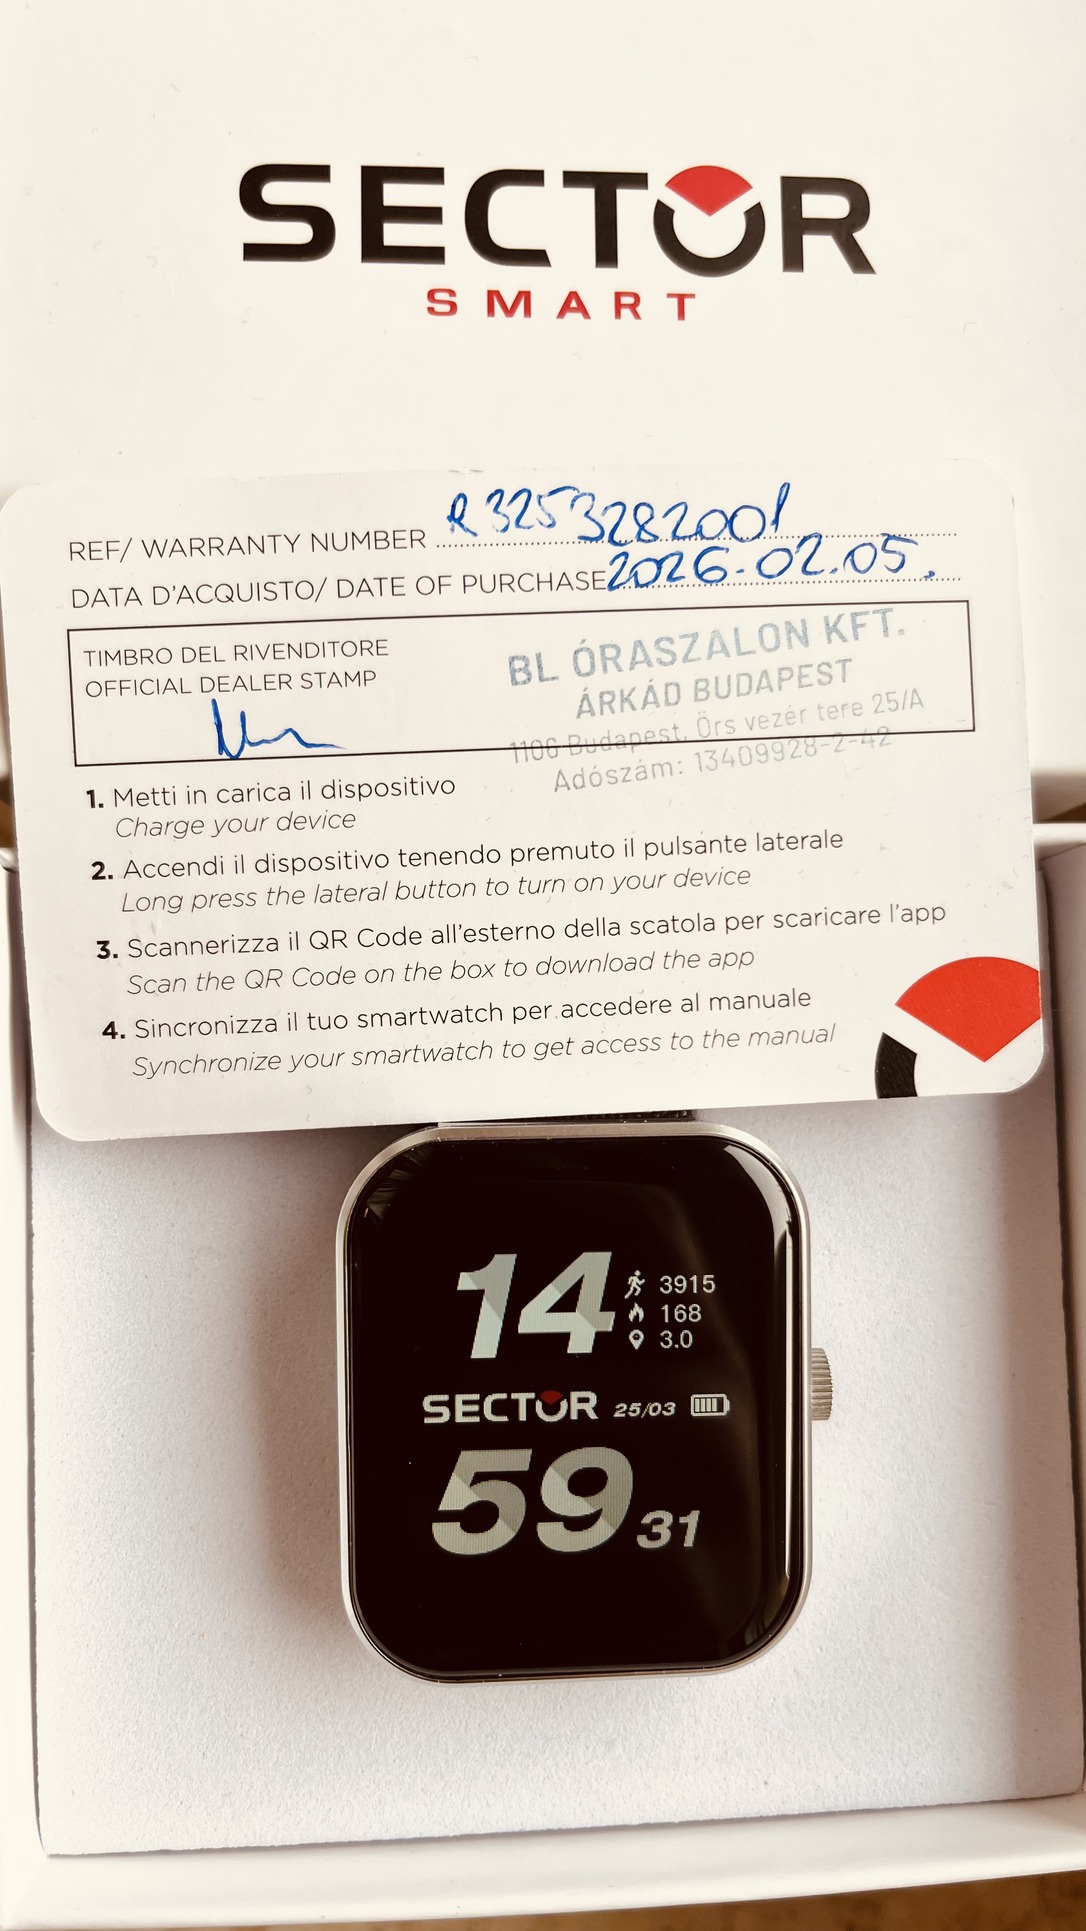 SECTOR
SMART
REF/ WARRANTY NUMBER R3253282001
DATA D'ACQUISTO/ DATE OF PURCHASE 2026.02.05.
TIMBRO DEL RIVENDITORE
OFFICIAL DEALER STAMP
BL ÓRASZALON KFT.
ÁRKÁD BUDAPEST
1106 Budapest, Örs vezér tere 25/A
Adószám: 13409928-2-42
1. Metti in carica il dispositivo
Charge your device
2. Accendi il dispositivo tenendo premuto il pulsante laterale
Long press the lateral button to turn on your device
3. Scannerizza il QR Code all'esterno della scatola per scaricare l'app
Scan the QR Code on the box to download the app
4. Sincronizza il tuo smartwatch per accedere al manuale
Synchronize your smartwatch to get access to the manual
14
3915
168
3.0
SECTOR 25/03
59 31